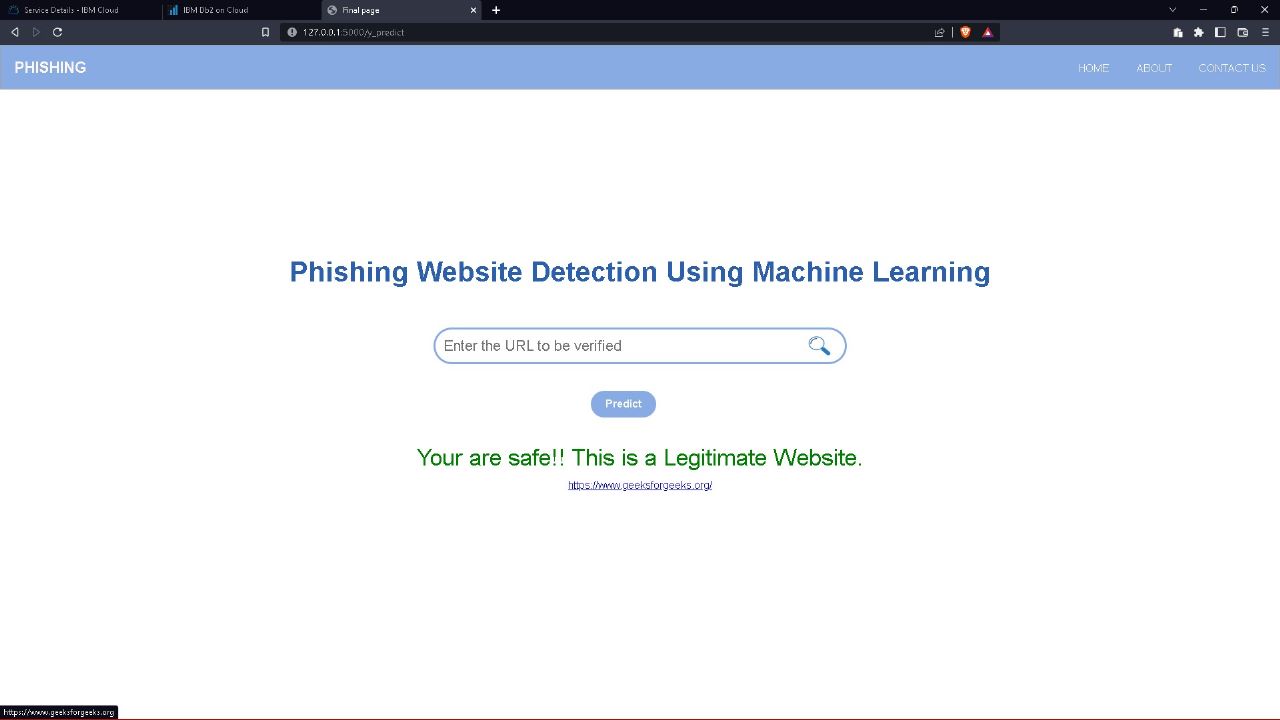 Service Details - IBM Cloud
IBM Db2 on Cloud
Final page
127.0.0.1:5000/y_predict
PHISHING
HOME
ABOUT
CONTACT US
Phishing Website Detection Using Machine Learning
Enter the URL to be verified
Predict
Your are safe!! This is a Legitimate Website.
https://www.geeksforgeeks.org/
https://www.geeksforgeeks.org